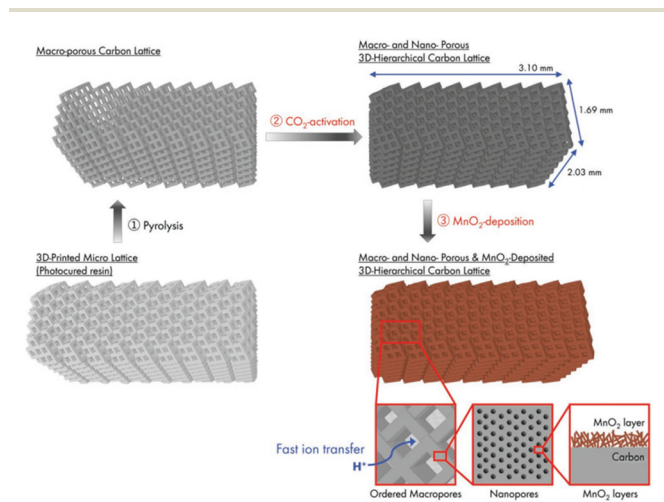 Macro-porous Carbon Lattice
Macro- and Nano- Porous
3D-Hierarchical Carbon Lattice
3.10 mm
② CO₂-activation
1.69 mm
2.03 mm
① Pyrolysis
③ MnO₂-deposition
3D-Printed Micro Lattice
(Photocured resin)
Macro- and Nano- Porous & MnO₂-Deposited
3D-Hierarchical Carbon Lattice
Fast ion transfer
H⁺
MnO₂ layer
Carbon
Ordered Macropores
Nanopores
MnO₂ layers